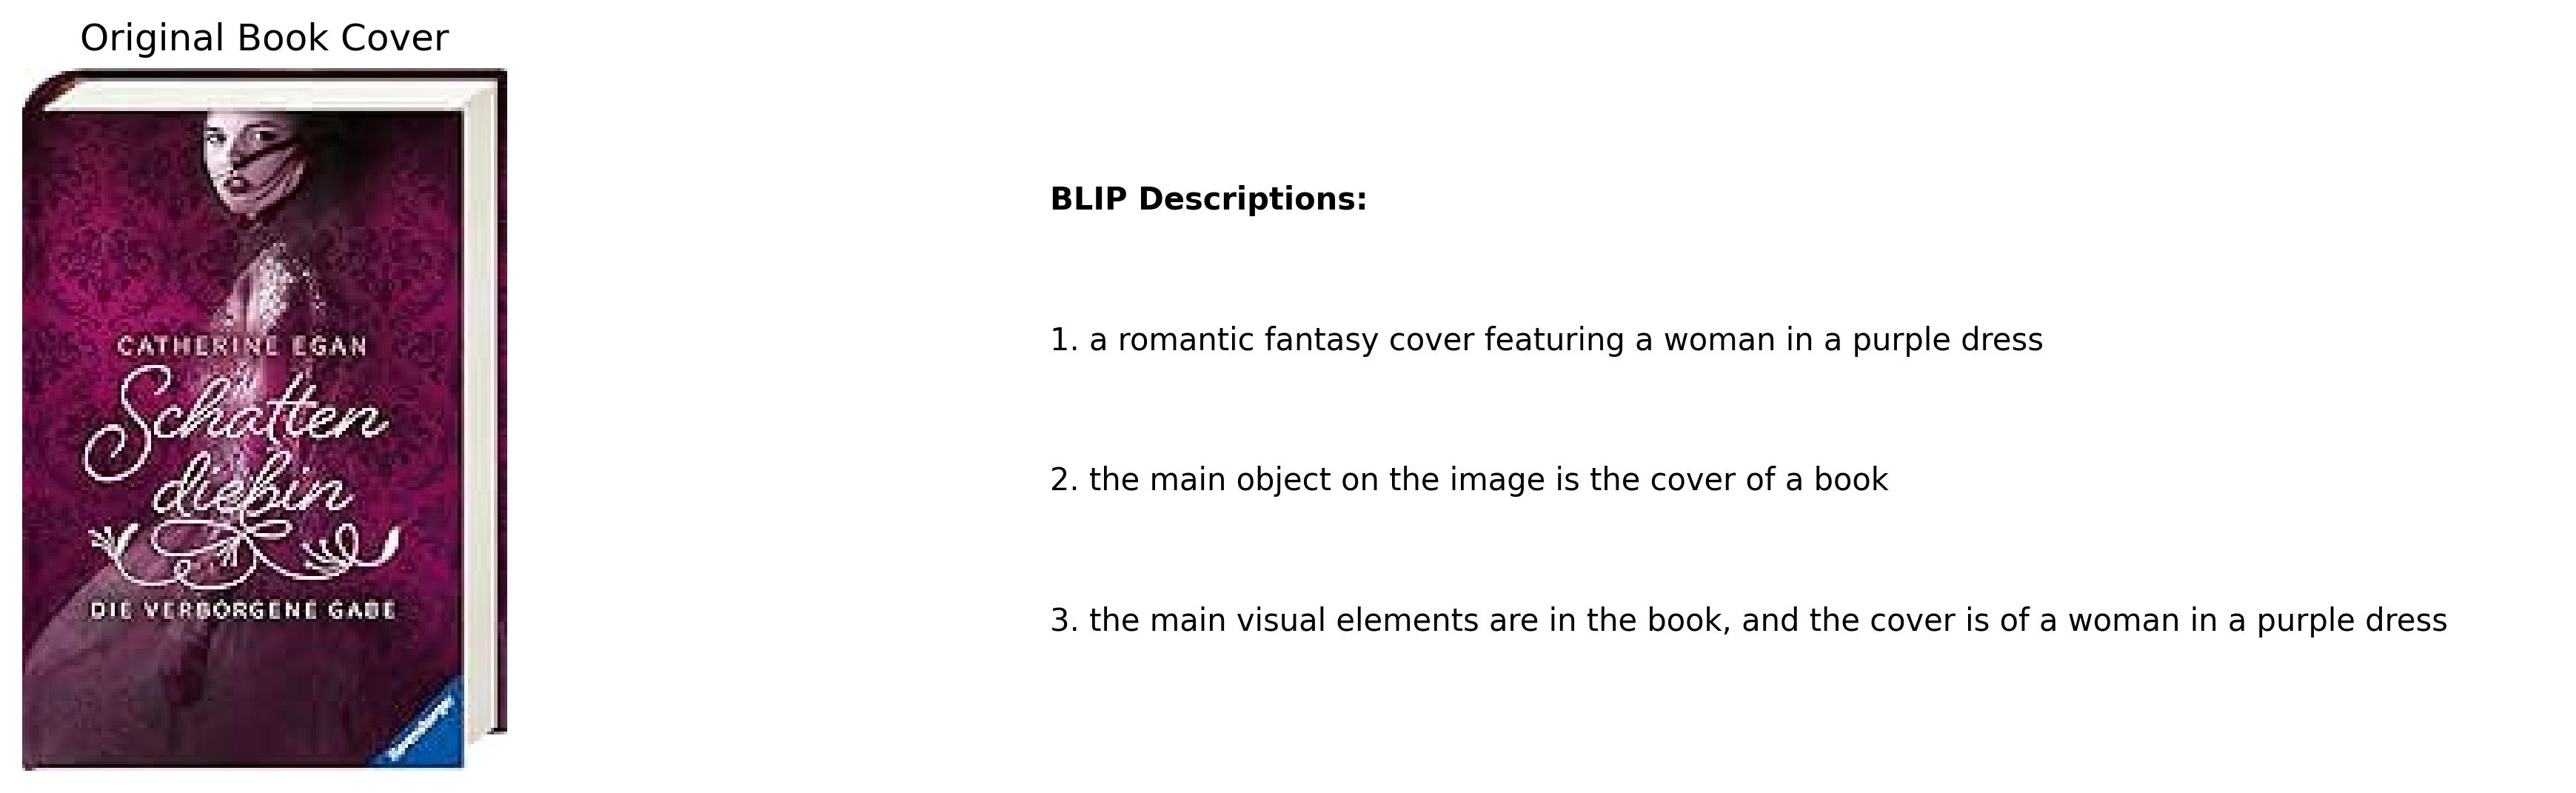 Original Book Cover
CATHERINE EGAN
Schatten
diebin
DIE VERBORGENE GABE
BLIP Descriptions:
1. a romantic fantasy cover featuring a woman in a purple dress
2. the main object on the image is the cover of a book
3. the main visual elements are in the book, and the cover is of a woman in a purple dress